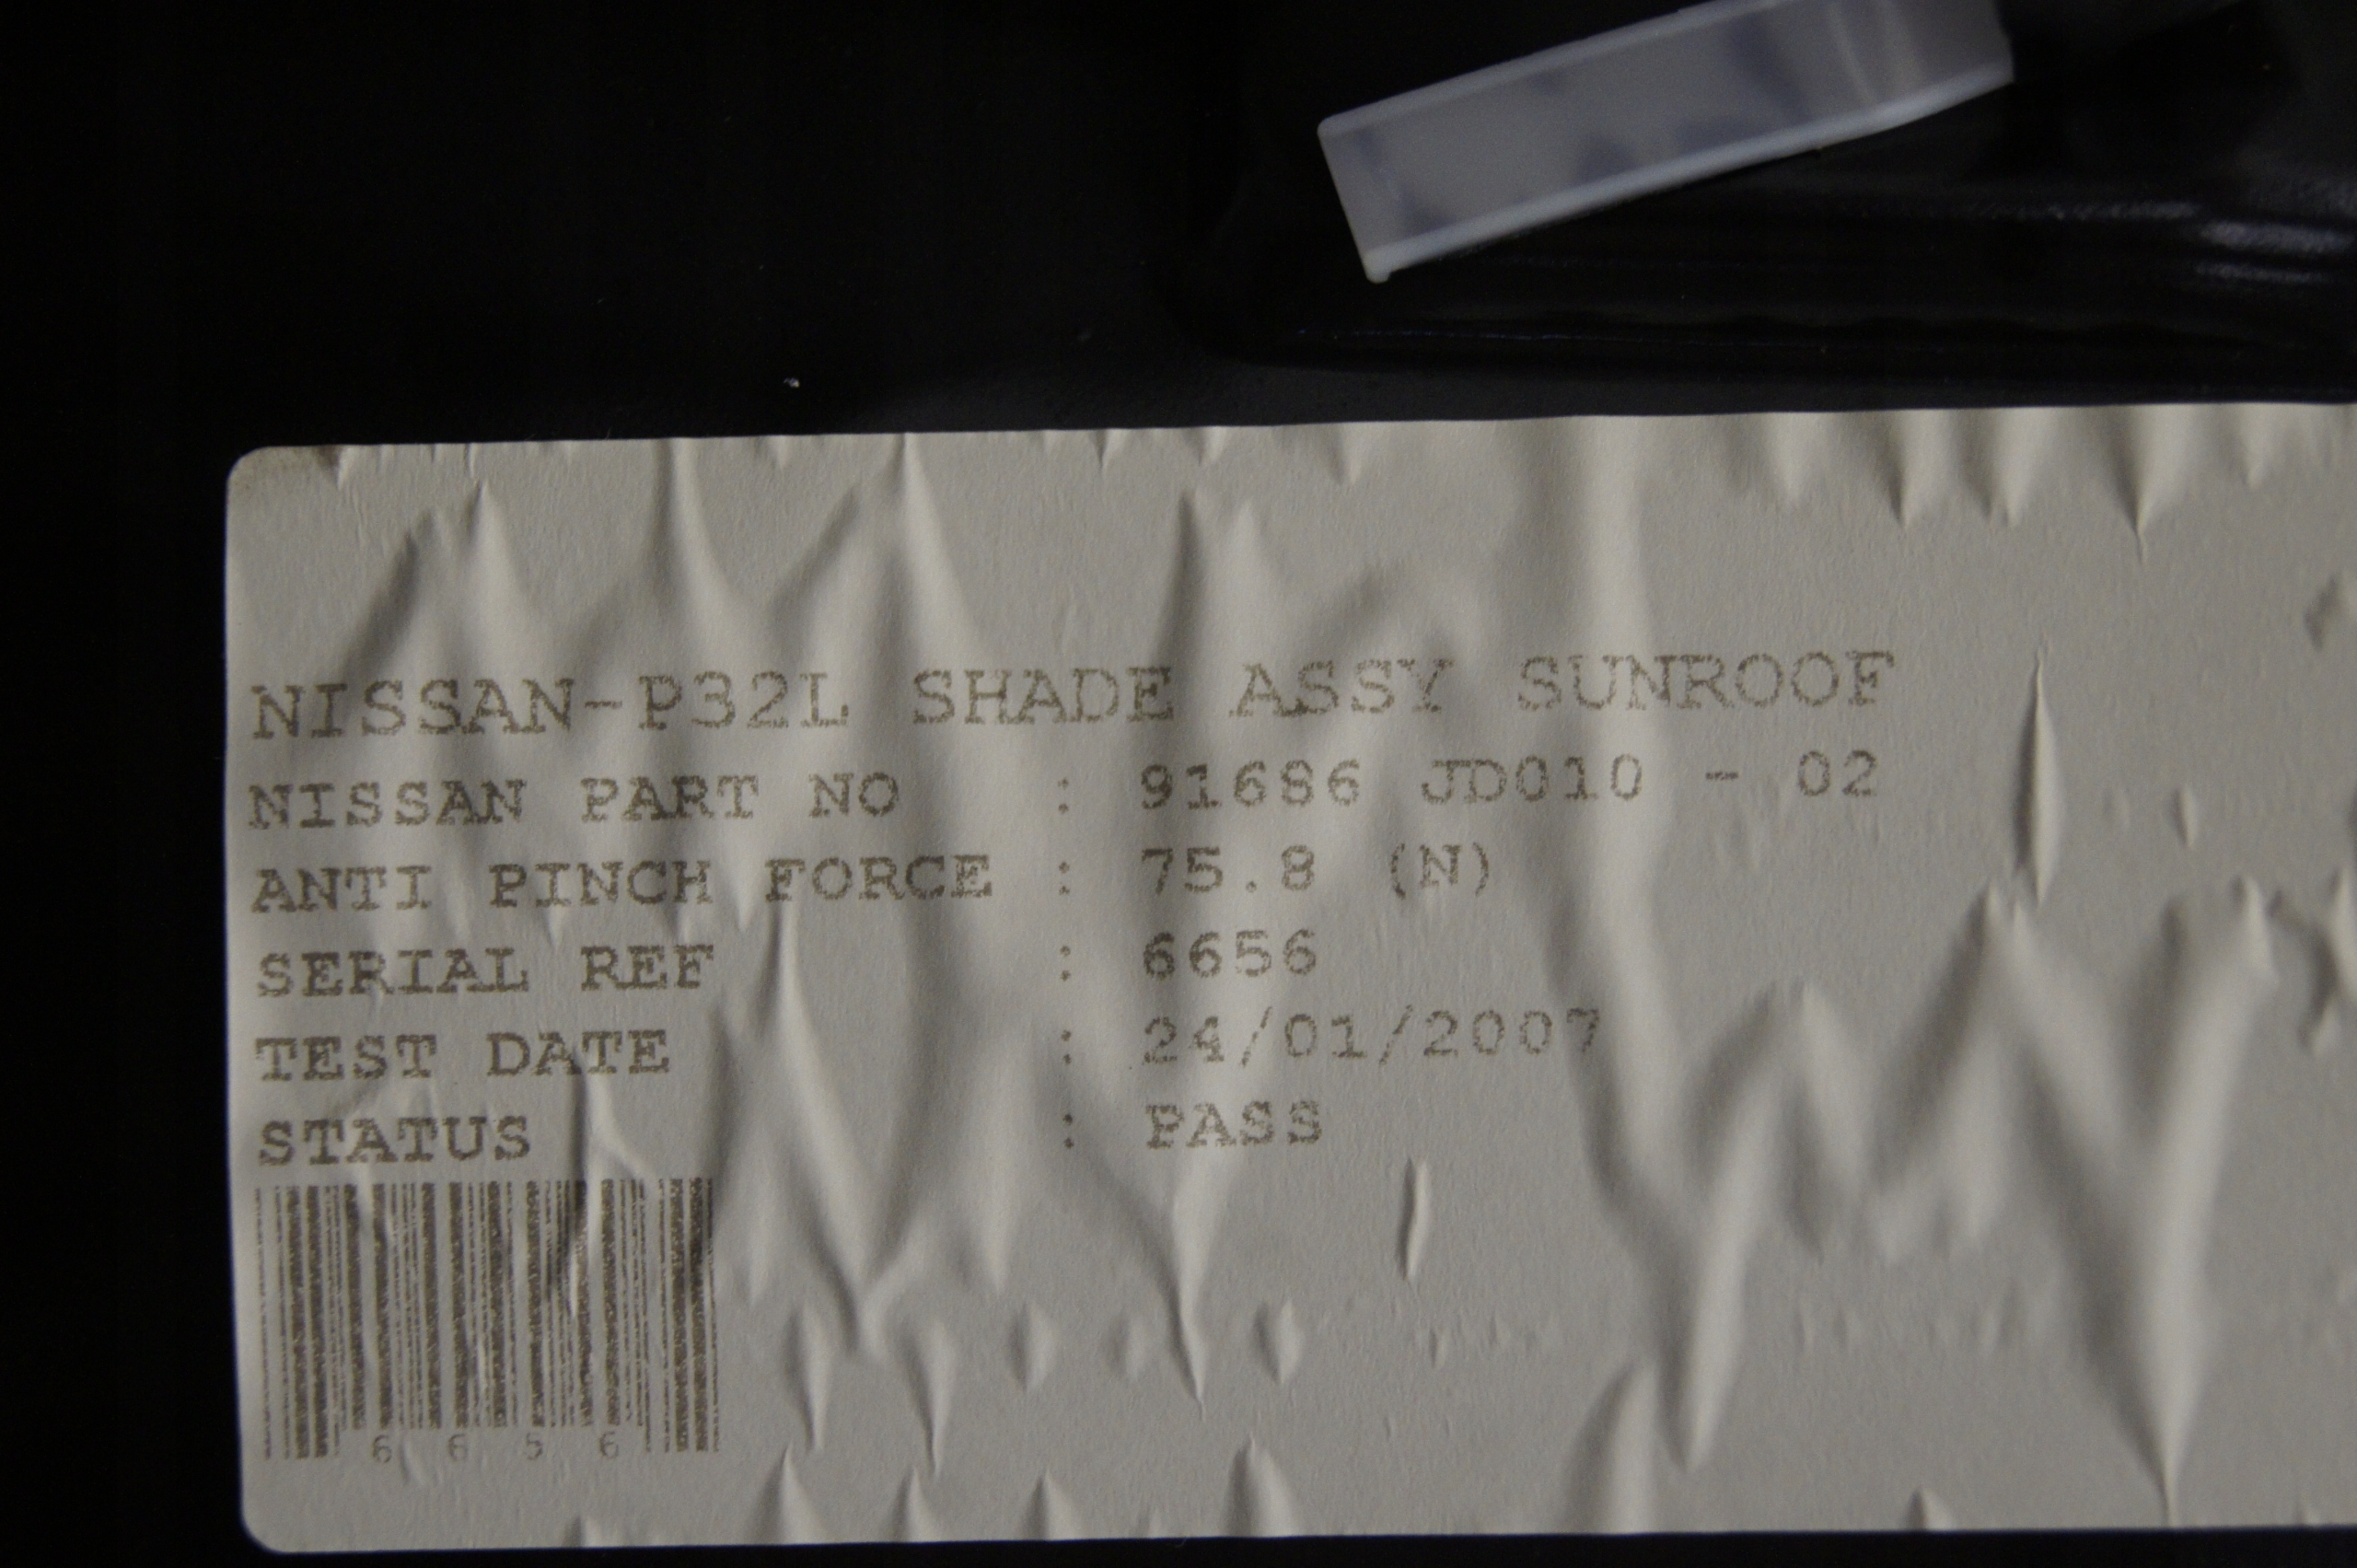 NISSAN-P32L SHADE ASSY SUNROOF
NISSAN PART NO : 91686 JD010 - 02
ANTI PINCH FORCE : 75.8 (N)
SERIAL REF : 6656
TEST DATE : 24/01/2007
STATUS : PASS
6 6 5 6